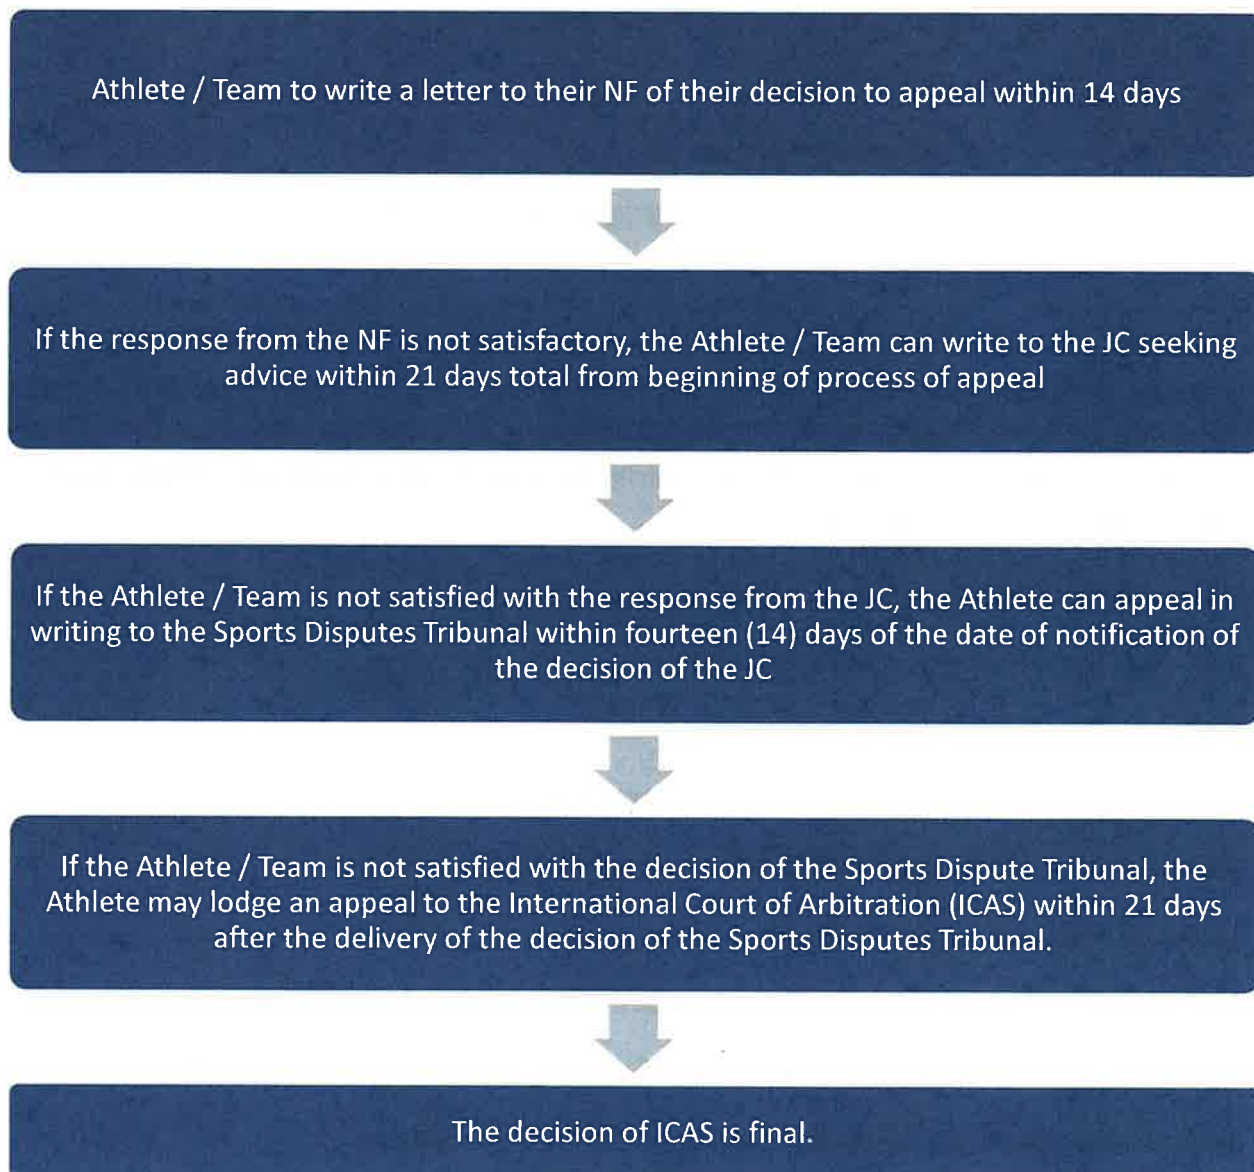 Athlete / Team to write a letter to their NF of their decision to appeal within 14 days
If the response from the NF is not satisfactory, the Athlete / Team can write to the JC seeking
advice within 21 days total from beginning of process of appeal
If the Athlete / Team is not satisfied with the response from the JC, the Athlete can appeal in
writing to the Sports Disputes Tribunal within fourteen (14) days of the date of notification of
the decision of the JC
If the Athlete / Team is not satisfied with the decision of the Sports Dispute Tribunal, the
Athlete may lodge an appeal to the International Court of Arbitration (ICAS) within 21 days
after the delivery of the decision of the Sports Disputes Tribunal.
The decision of ICAS is final.